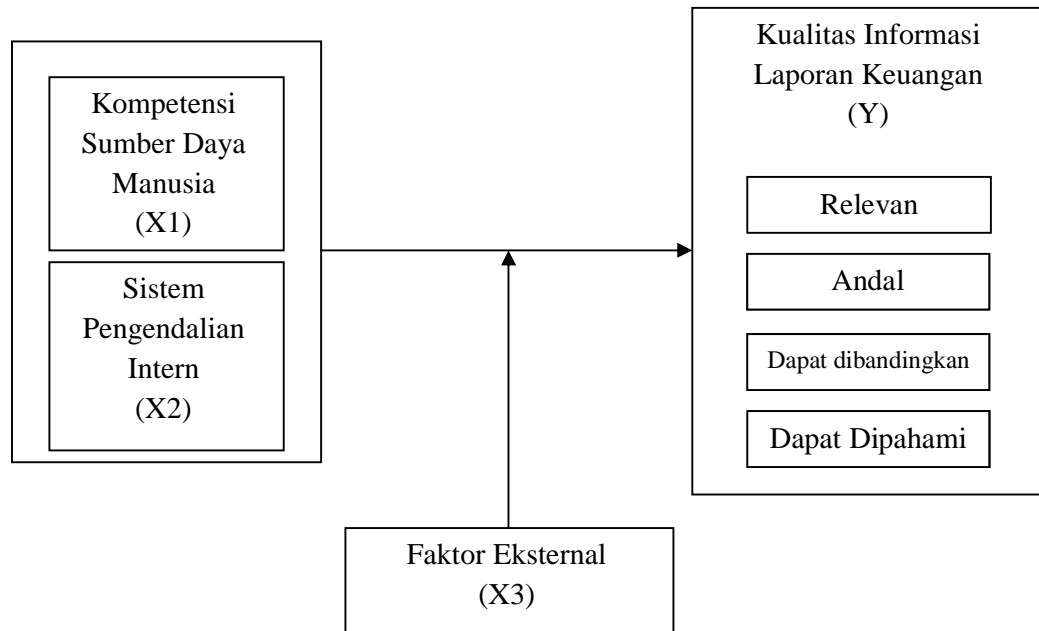 Kompetensi
Sumber Daya
Manusia
(X1)
Sistem
Pengendalian
Intern
(X2)
Faktor Eksternal
(X3)
Kualitas Informasi
Laporan Keuangan
(Y)
Relevan
Andal
Dapat dibandingkan
Dapat Dipahami